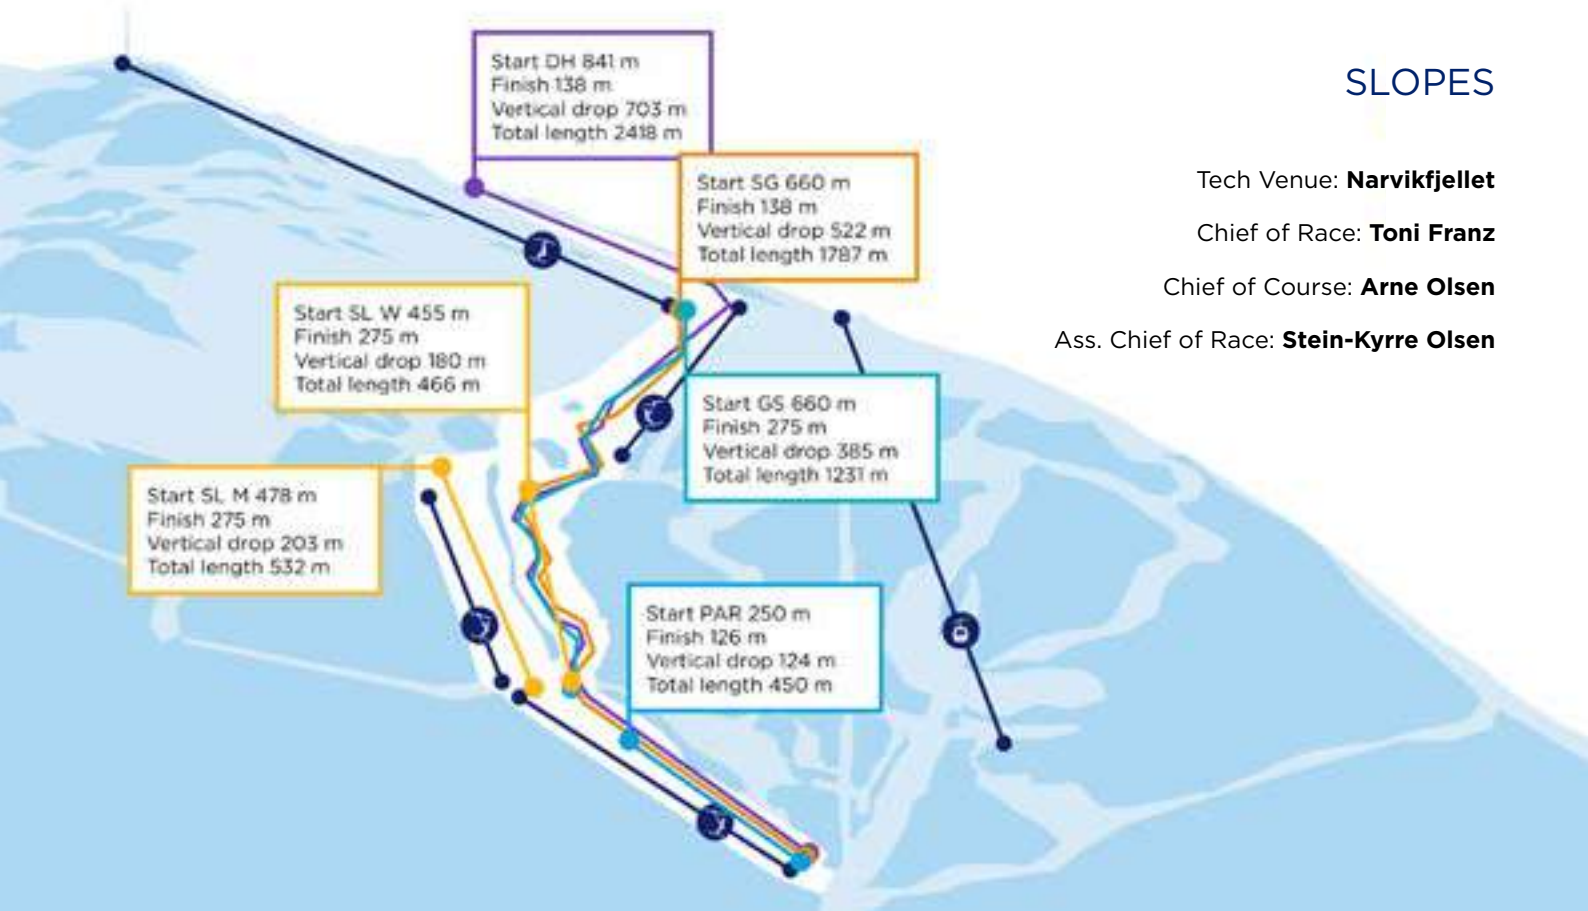 SLOPES
Tech Venue: Narvikfjellet
Chief of Race: Toni Franz
Chief of Course: Arne Olsen
Ass. Chief of Race: Stein-Kyrre Olsen
Start DH 841 m
Finish 138 m
Vertical drop 703 m
Total length 2418 m
Start SG 660 m
Finish 138 m
Vertical drop 522 m
Total length 1787 m
Start SL W 455 m
Finish 275 m
Vertical drop 180 m
Total length 466 m
Start GS 660 m
Finish 275 m
Vertical drop 385 m
Total length 1231 m
Start SL M 478 m
Finish 275 m
Vertical drop 203 m
Total length 532 m
Start PAR 250 m
Finish 126 m
Vertical drop 124 m
Total length 450 m